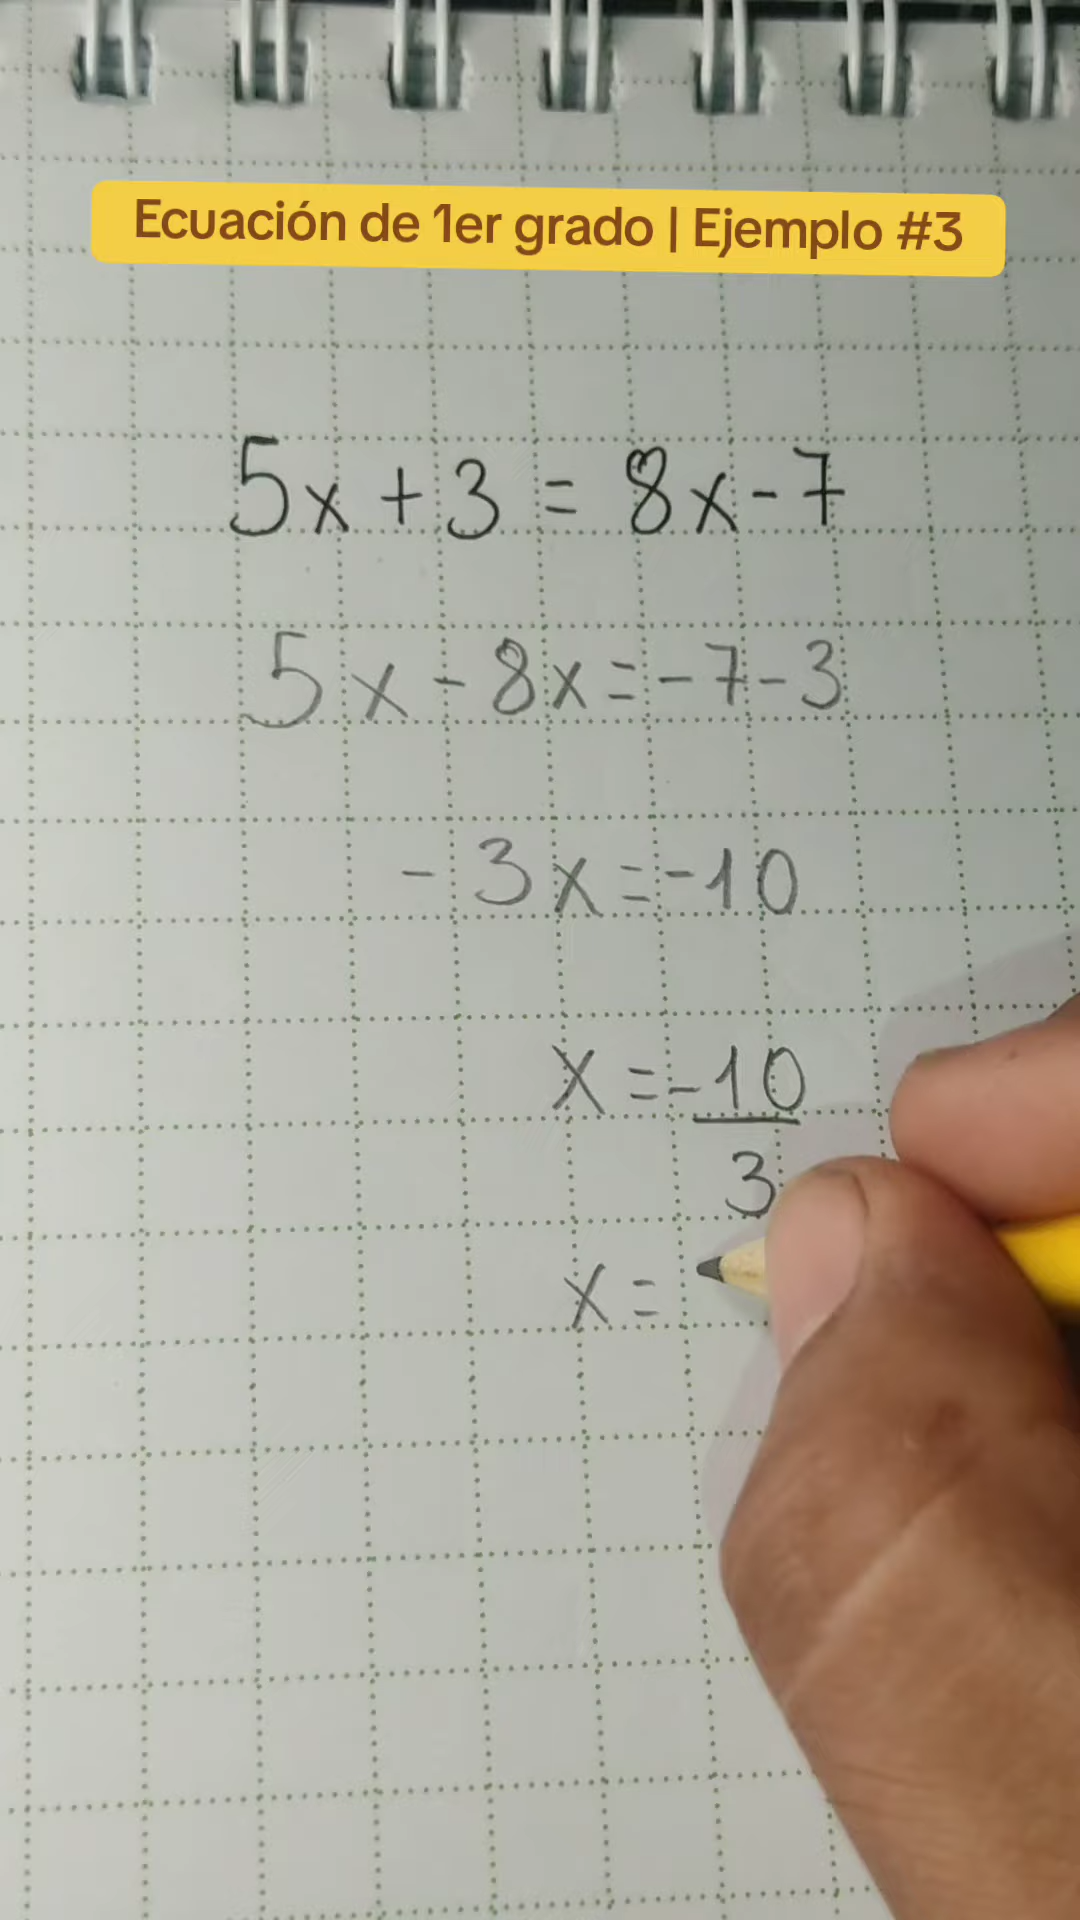 Ecuación de 1er grado | Ejemplo #3
5x + 3 = 8x - 7
5x - 8x = -7 - 3
-3x = -10
x = -10
3
x =